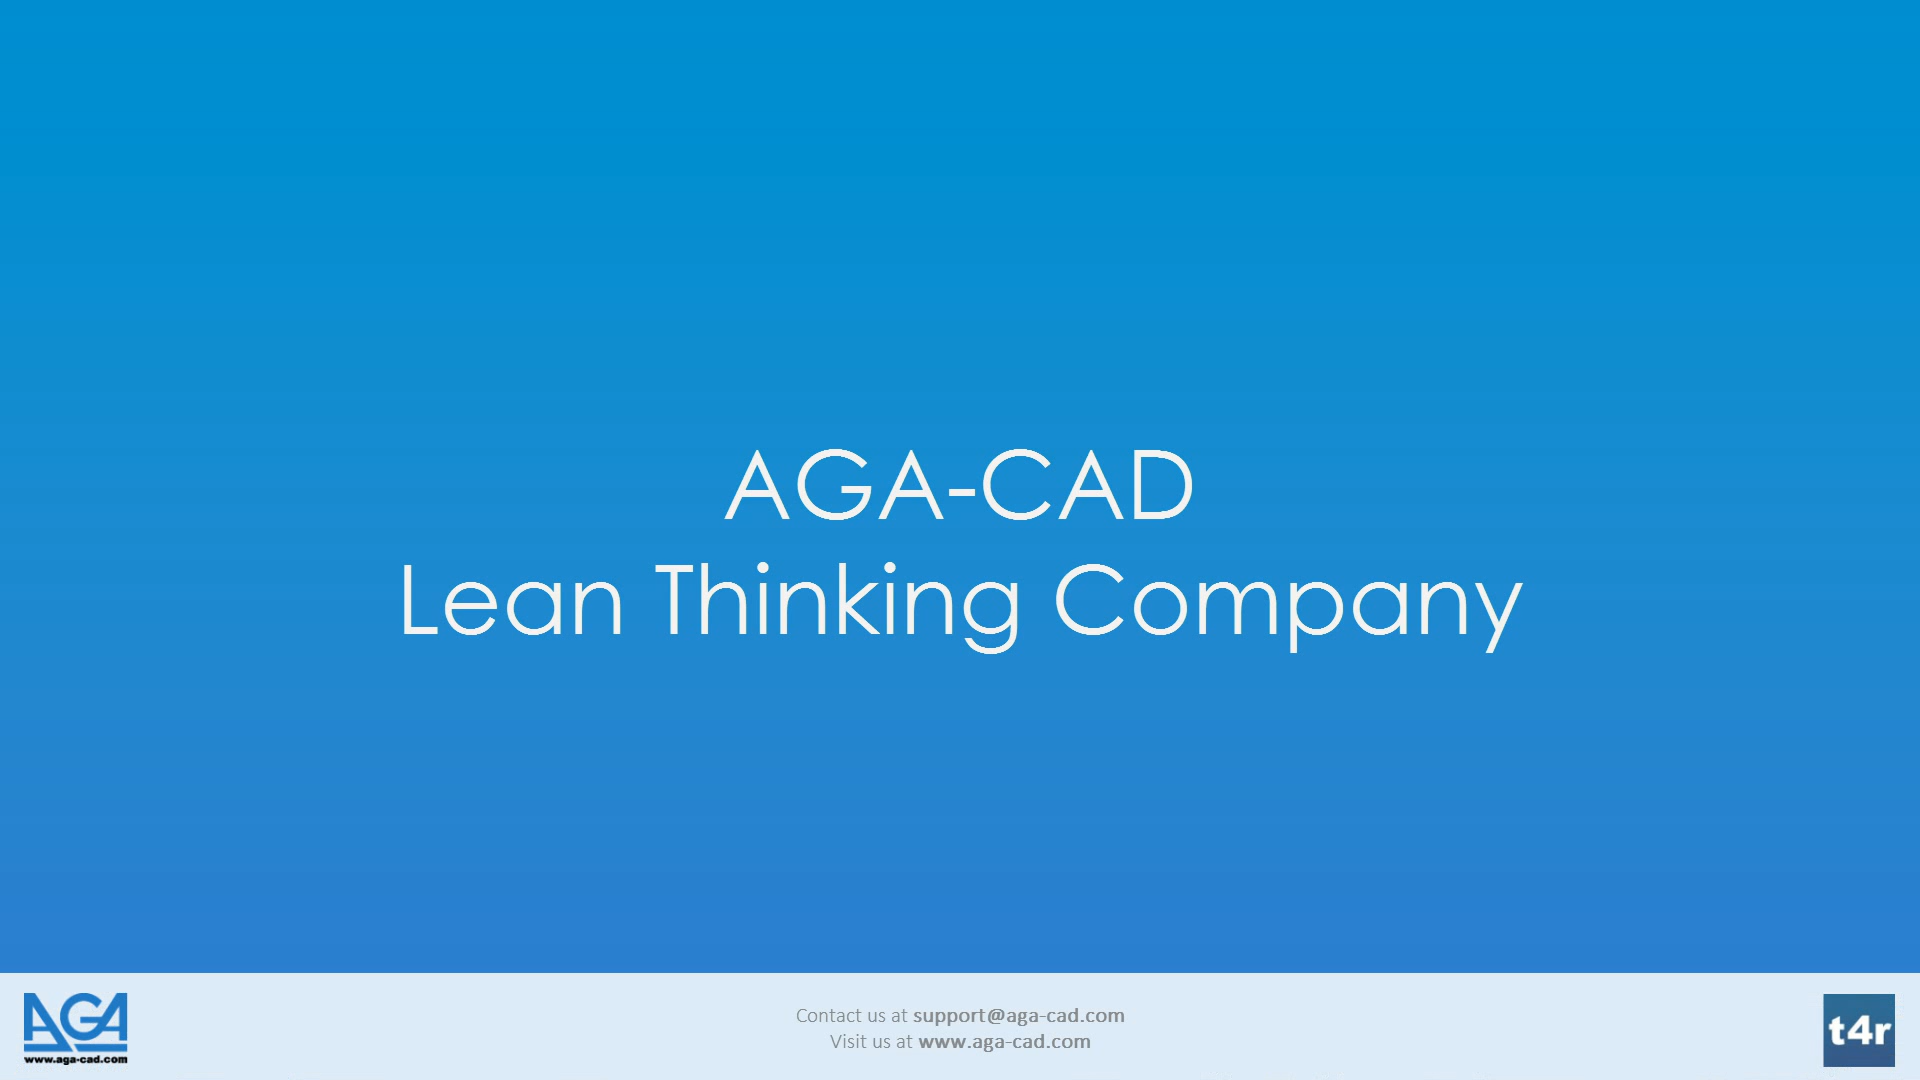 AGA-CAD
Lean Thinking Company
AGA
www.aga-cad.com
Contact us at support@aga-cad.com
Visit us at www.aga-cad.com
t4r